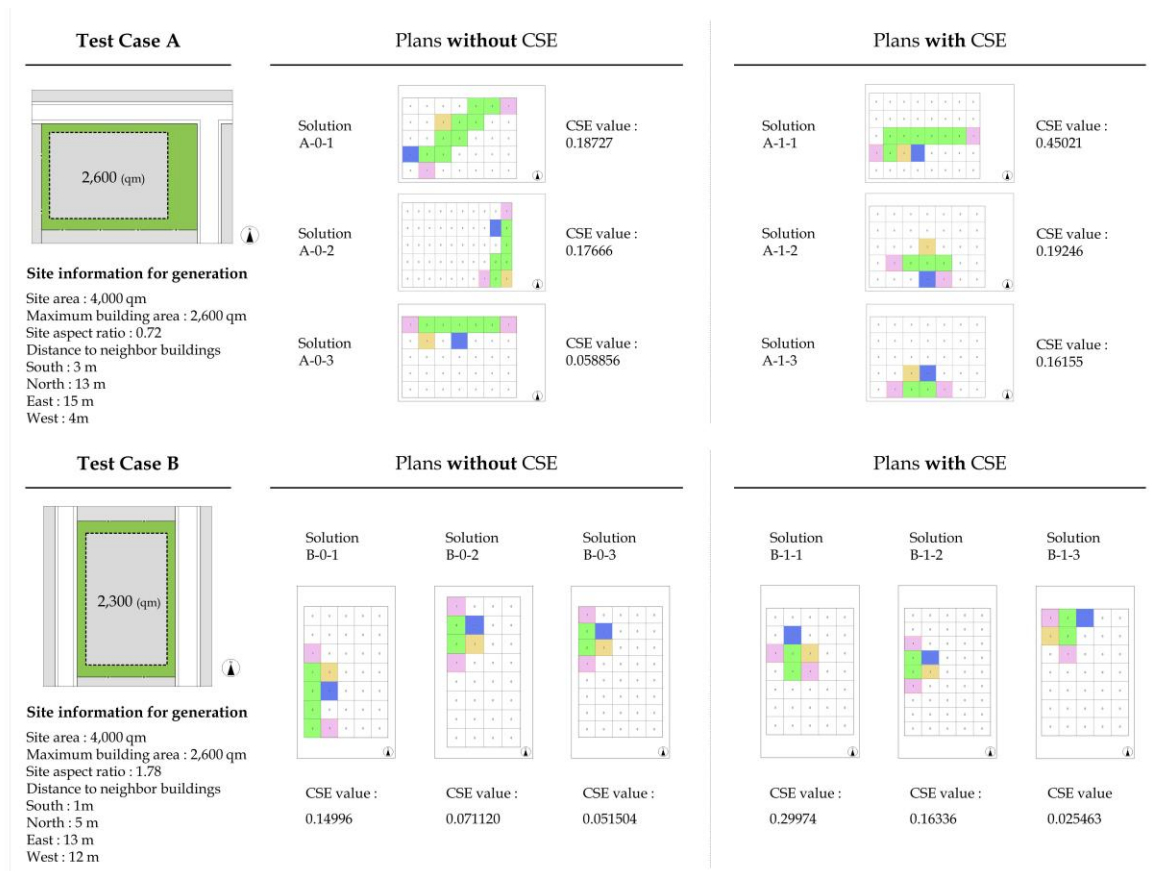 Test Case A
Plans without CSE
Plans with CSE
2,600 (qm)
Site information for generation
Site area : 4,000 qm
Maximum building area : 2,600 qm
Site aspect ratio : 0.72
Distance to neighbor buildings
South : 3 m
North : 13 m
East : 15 m
West : 4m
Solution
A-0-1
CSE value :
0.18727
Solution
A-0-2
CSE value :
0.17666
Solution
A-0-3
CSE value :
0.058856
Solution
A-1-1
CSE value :
0.45021
Solution
A-1-2
CSE value :
0.19246
Solution
A-1-3
CSE value :
0.16155
Test Case B
Plans without CSE
Plans with CSE
2,300 (qm)
Site information for generation
Site area : 4,000 qm
Maximum building area : 2,600 qm
Site aspect ratio : 1.78
Distance to neighbor buildings
South : 1m
North : 5 m
East : 13 m
West : 12 m
Solution
B-0-1
CSE value :
0.14996
Solution
B-0-2
CSE value :
0.071120
Solution
B-0-3
CSE value :
0.051504
Solution
B-1-1
CSE value :
0.29974
Solution
B-1-2
CSE value :
0.16336
Solution
B-1-3
CSE value
0.025463